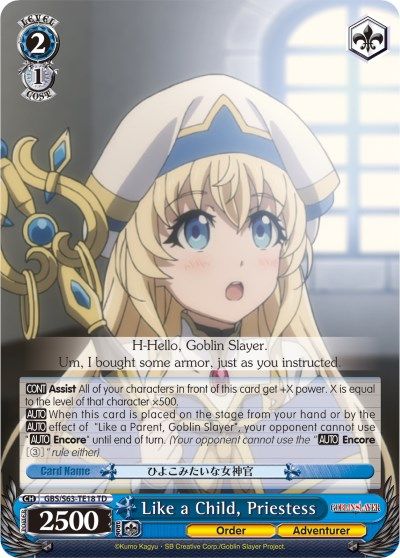 LEVEL
2
1
COST
H-Hello, Goblin Slayer.
Um, I bought some armor, just as you instructed.
CONT Assist All of your characters in front of this card get +X power. X is equal
to the level of that character ×500.
AUTO When this card is placed on the stage from your hand or by the
AUTO effect of "Like a Parent, Goblin Slayer", your opponent cannot use
"AUTO Encore" until end of turn. (Your opponent cannot use the "AUTO Encore
[③]" rule either)
Card Name ひよこみたいな女神官
CH GBS/S63-TE18 TD
GOBLIN SLAYER
2500 Like a Child, Priestess
Order Adventurer
©Kumo Kagyu・SB Creative Corp./Goblin Slayer Project.